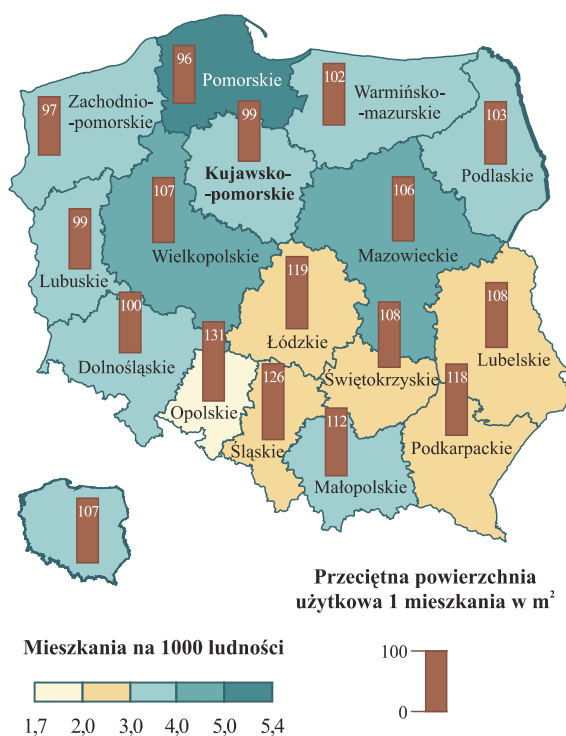 96
Pomorskie
97
Zachodnio-
-pomorskie
102
Warmińsko-
-mazurskie
103
Podlaskie
99
Kujawsko-
-pomorskie
107
Wielkopolskie
106
Mazowieckie
99
Lubuskie
100
Dolnośląskie
119
Łódzkie
108
Świętokrzyskie
108
Lubelskie
131
Opolskie
126
Śląskie
112
Małopolskie
118
Podkarpackie
107
Przeciętna powierzchnia
użytkowa 1 mieszkania w m²
100
0
Mieszkania na 1000 ludności
1,7 2,0 3,0 4,0 5,0 5,4